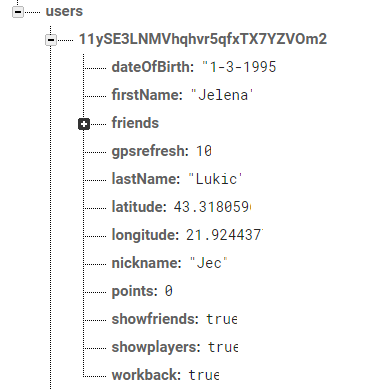 users
11ySE3LNMVhqhvr5qfxTX7YZVOm2
dateOfBirth: "1-3-1995
firstName: "Jelena"
friends
gpsrefresh: 10
lastName: "Lukic"
latitude: 43.3180590
longitude: 21.924437
nickname: "Jec"
points: 0
showfriends: true
showplayers: true
workback: true